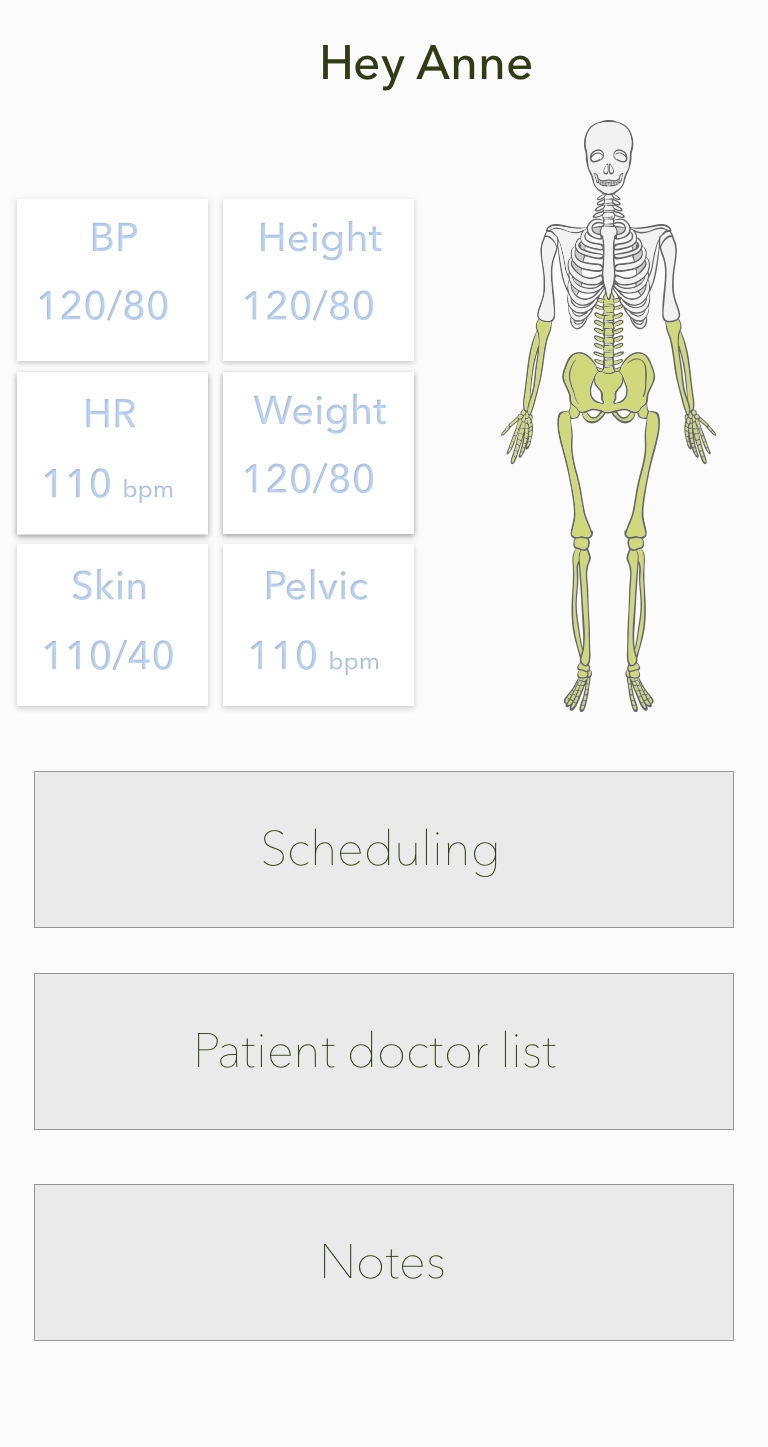 Hey Anne
BP
120/80
Height
120/80
HR
110 bpm
Weight
120/80
Skin
110/40
Pelvic
110 bpm
Scheduling
Patient doctor list
Notes